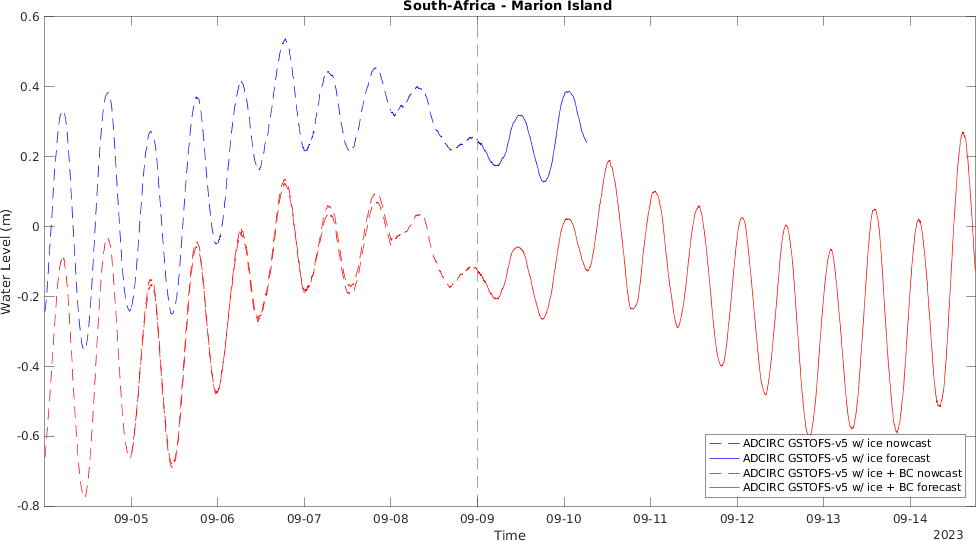 South-Africa - Marion Island
0.6
0.4
0.2
0
-0.2
-0.4
-0.6
-0.8
Water Level (m)
ADCIRC GSTOFS-v5 w/ ice nowcast
ADCIRC GSTOFS-v5 w/ ice forecast
ADCIRC GSTOFS-v5 w/ ice + BC nowcast
ADCIRC GSTOFS-v5 w/ ice + BC forecast
09-05 09-06 09-07 09-08 09-09 09-10 09-11 09-12 09-13 09-14
Time
2023